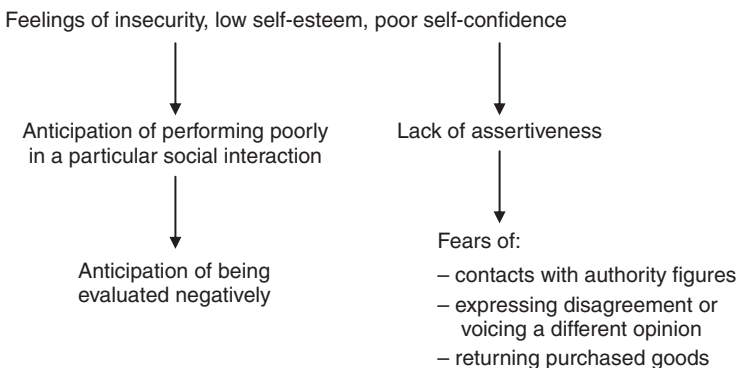 Feelings of insecurity, low self-esteem, poor self-confidence
Anticipation of performing poorly
in a particular social interaction
Anticipation of being
evaluated negatively
Lack of assertiveness
Fears of:
– contacts with authority figures
– expressing disagreement or
voicing a different opinion
– returning purchased goods